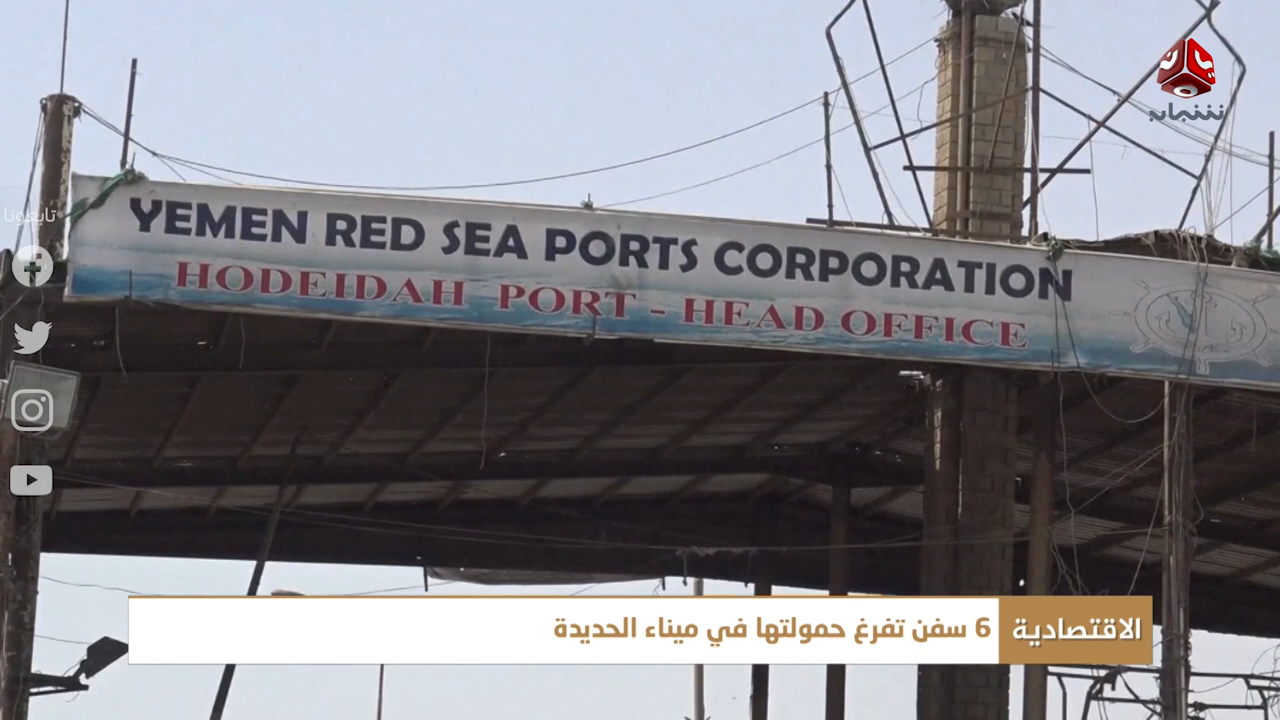 YEMEN RED SEA PORTS CORPORATION
HODEIDAH PORT - HEAD OFFICE
تابعونا
الاقتصادية
6 سفن تفرغ حمولتها في ميناء الحديدة